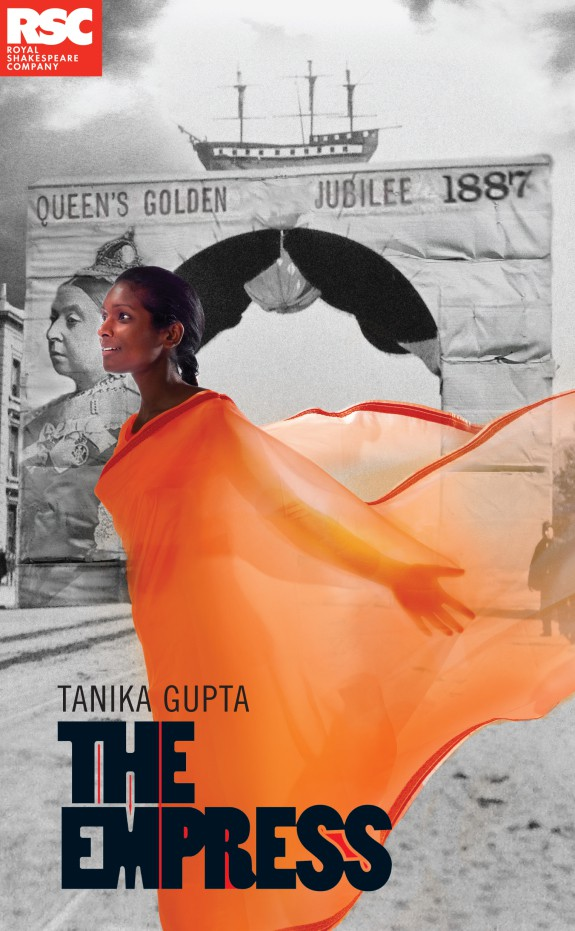 RSC
ROYAL
SHAKESPEARE
COMPANY
QUEEN'S GOLDEN JUBILEE 1887
TANIKA GUPTA
THE
EMPRESS